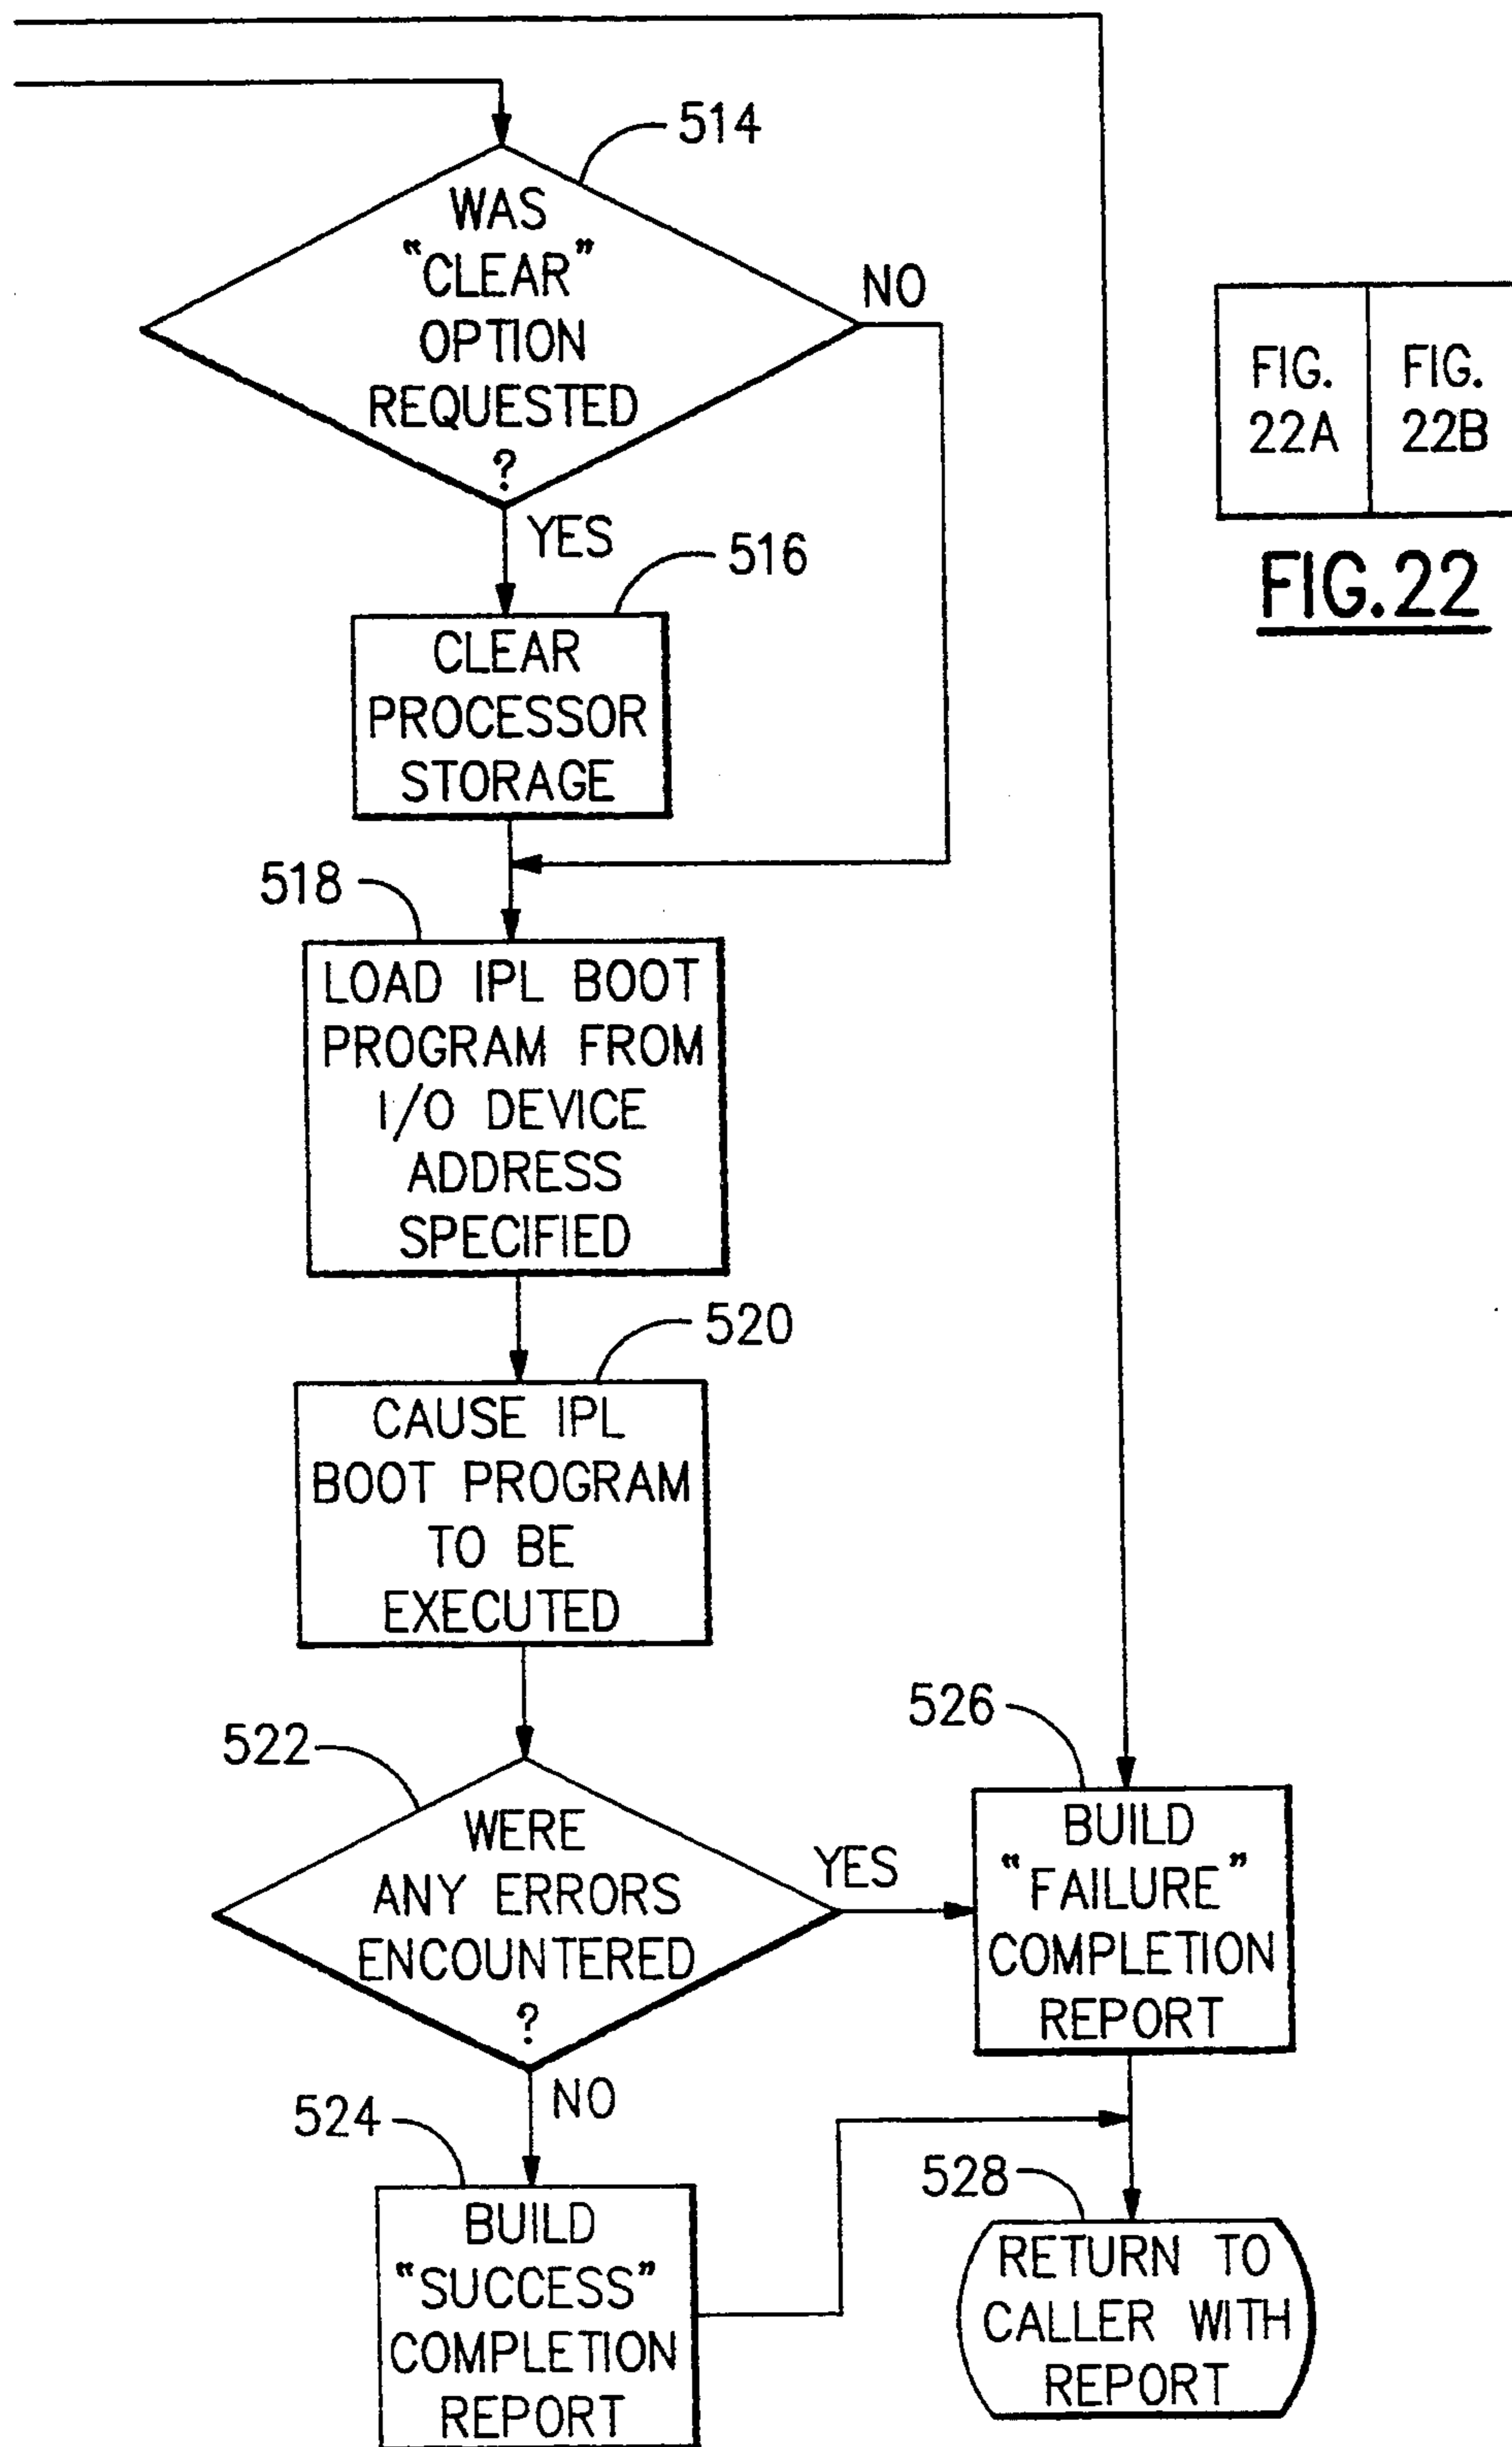 514
WAS
"CLEAR"
OPTION
REQUESTED
?
NO
YES
FIG.
22A
FIG.
22B
FIG.22
516
CLEAR
PROCESSOR
STORAGE
518
LOAD IPL BOOT
PROGRAM FROM
I/O DEVICE
ADDRESS
SPECIFIED
520
CAUSE IPL
BOOT PROGRAM
TO BE
EXECUTED
522
WERE
ANY ERRORS
ENCOUNTERED
?
YES
NO
526
BUILD
"FAILURE"
COMPLETION
REPORT
524
BUILD
"SUCCESS"
COMPLETION
REPORT
528
RETURN TO
CALLER WITH
REPORT